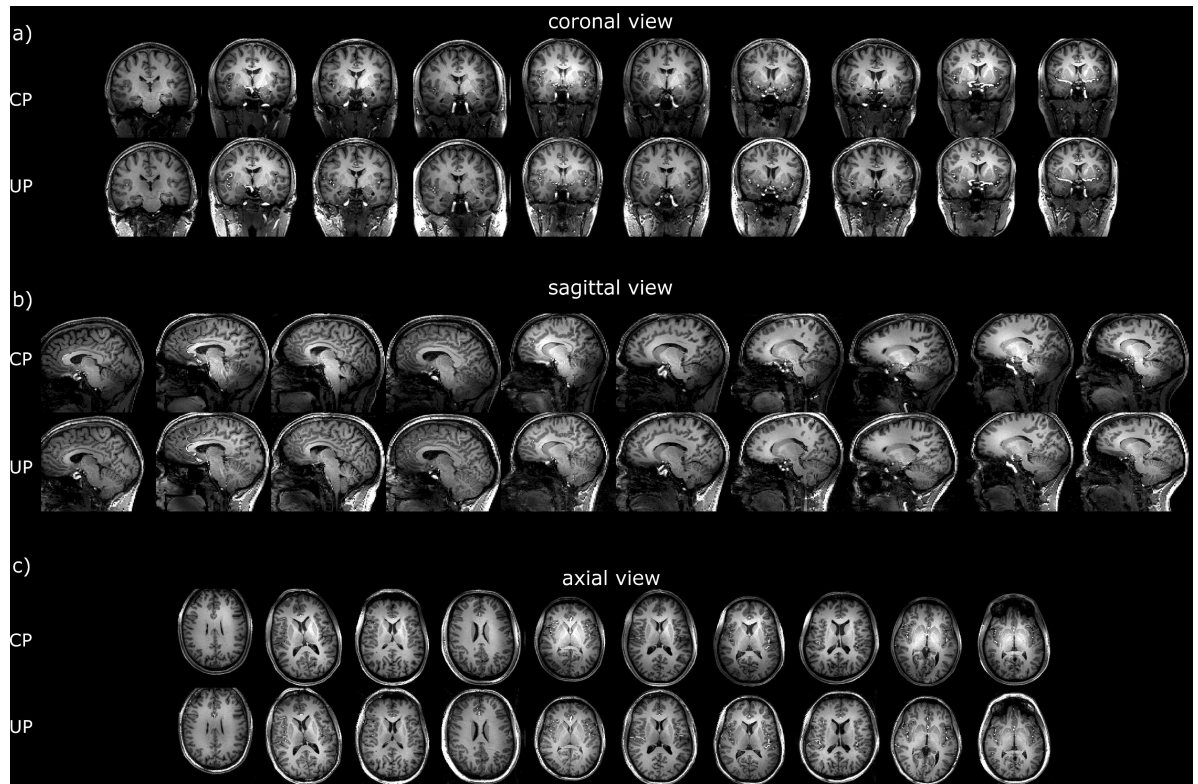 a)
coronal view
CP
UP
b)
sagittal view
CP
UP
c)
axial view
CP
UP